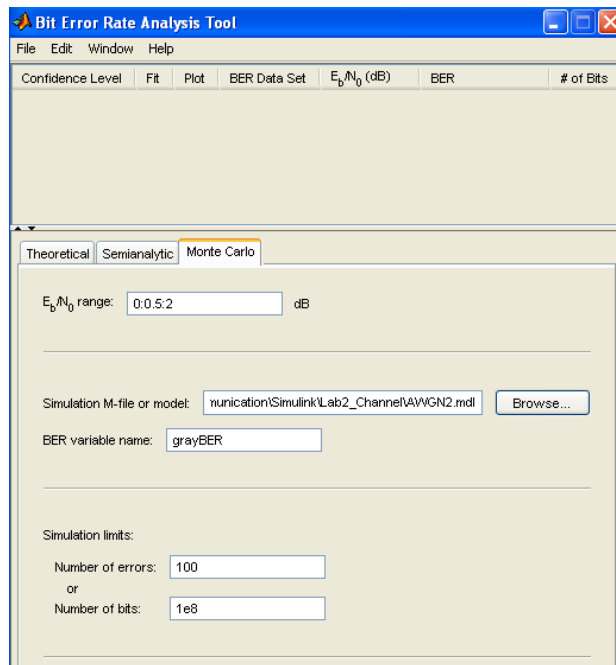 Bit Error Rate Analysis Tool
File Edit Window Help
Confidence Level Fit Plot BER Data Set Eb/N0 (dB) BER # of Bits
Theoretical Semianalytic Monte Carlo
Eb/N0 range: 0:0.5:2 dB
Simulation M-file or model: nunication\Simulink\Lab2_Channel\AWGN2.mdl Browse...
BER variable name: grayBER
Simulation limits:
Number of errors: 100
or
Number of bits: 1e8